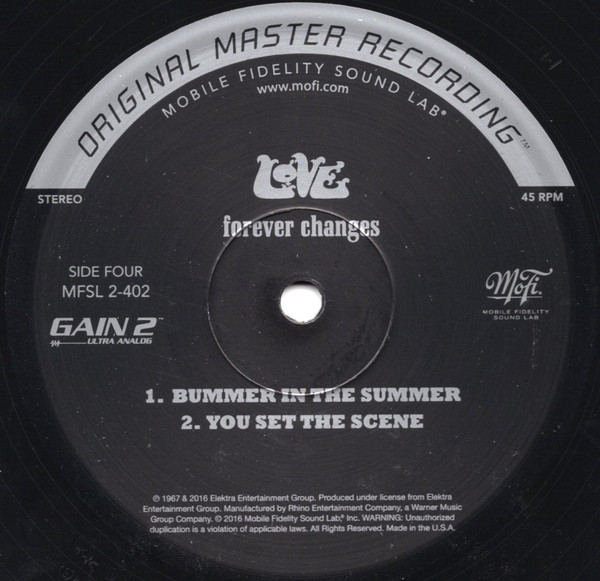 ORIGINAL MASTER RECORDING™
MOBILE FIDELITY SOUND LAB®
www.mofi.com
LOVE
STEREO
45 RPM
forever changes
SIDE FOUR
MFSL 2-402
MoFi.
MOBILE FIDELITY
SOUND LAB
GAIN 2™
ULTRA ANALOG
1. BUMMER IN THE SUMMER
2. YOU SET THE SCENE
℗ 1967 & 2016 Elektra Entertainment Group. Produced under license from Elektra
Entertainment Group. Manufactured by Rhino Entertainment Company, a Warner Music
Group Company. © 2016 Mobile Fidelity Sound Lab,® Inc. WARNING: Unauthorized
duplication is a violation of applicable laws. All Rights Reserved. Made in the U.S.A.